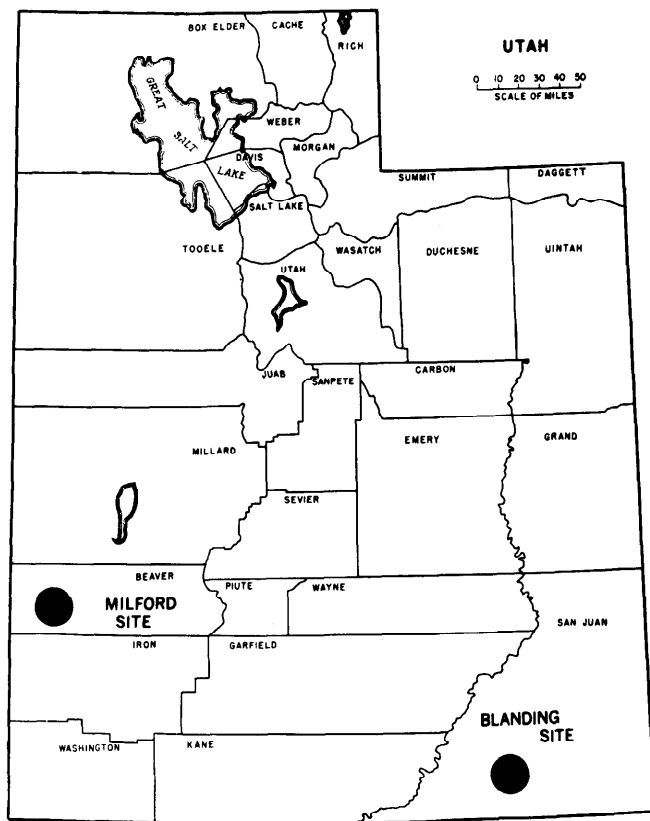 BOX ELDER
CACHE
RICH
UTAH
0 10 20 30 40 50
SCALE OF MILES
GREAT
SALT
LAKE
WEBER
MORGAN
DAVIS
SUMMIT
DAGGETT
SALT LAKE
TOOELE
WASATCH
DUCHESNE
UINTAH
UTAH
JUAB
SANPETE
CARBON
MILLARD
EMERY
GRAND
SEVIER
BEAVER
PIUTE
WAYNE
MILFORD
SITE
SAN JUAN
IRON
GARFIELD
BLANDING
SITE
WASHINGTON
KANE